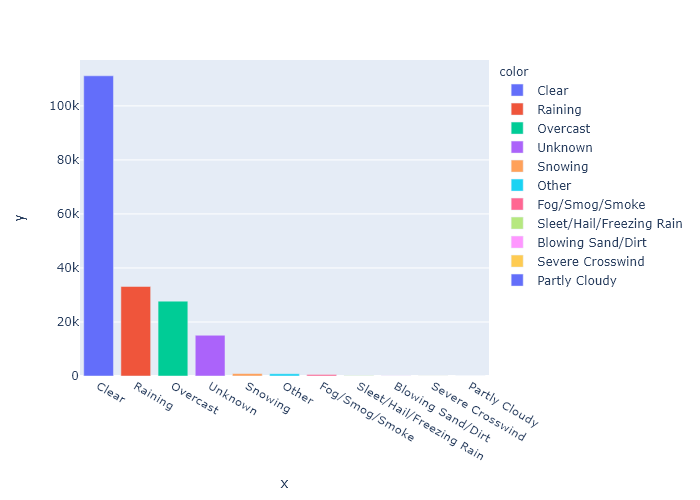 color
Clear
Raining
Overcast
Unknown
Snowing
Other
Fog/Smog/Smoke
Sleet/Hail/Freezing Rain
Blowing Sand/Dirt
Severe Crosswind
Partly Cloudy
y
100k
80k
60k
40k
20k
0
Clear
Raining
Overcast
Unknown
Snowing
Other
Fog/Smog/Smoke
Sleet/Hail/Freezing Rain
Blowing Sand/Dirt
Severe Crosswind
Partly Cloudy
x